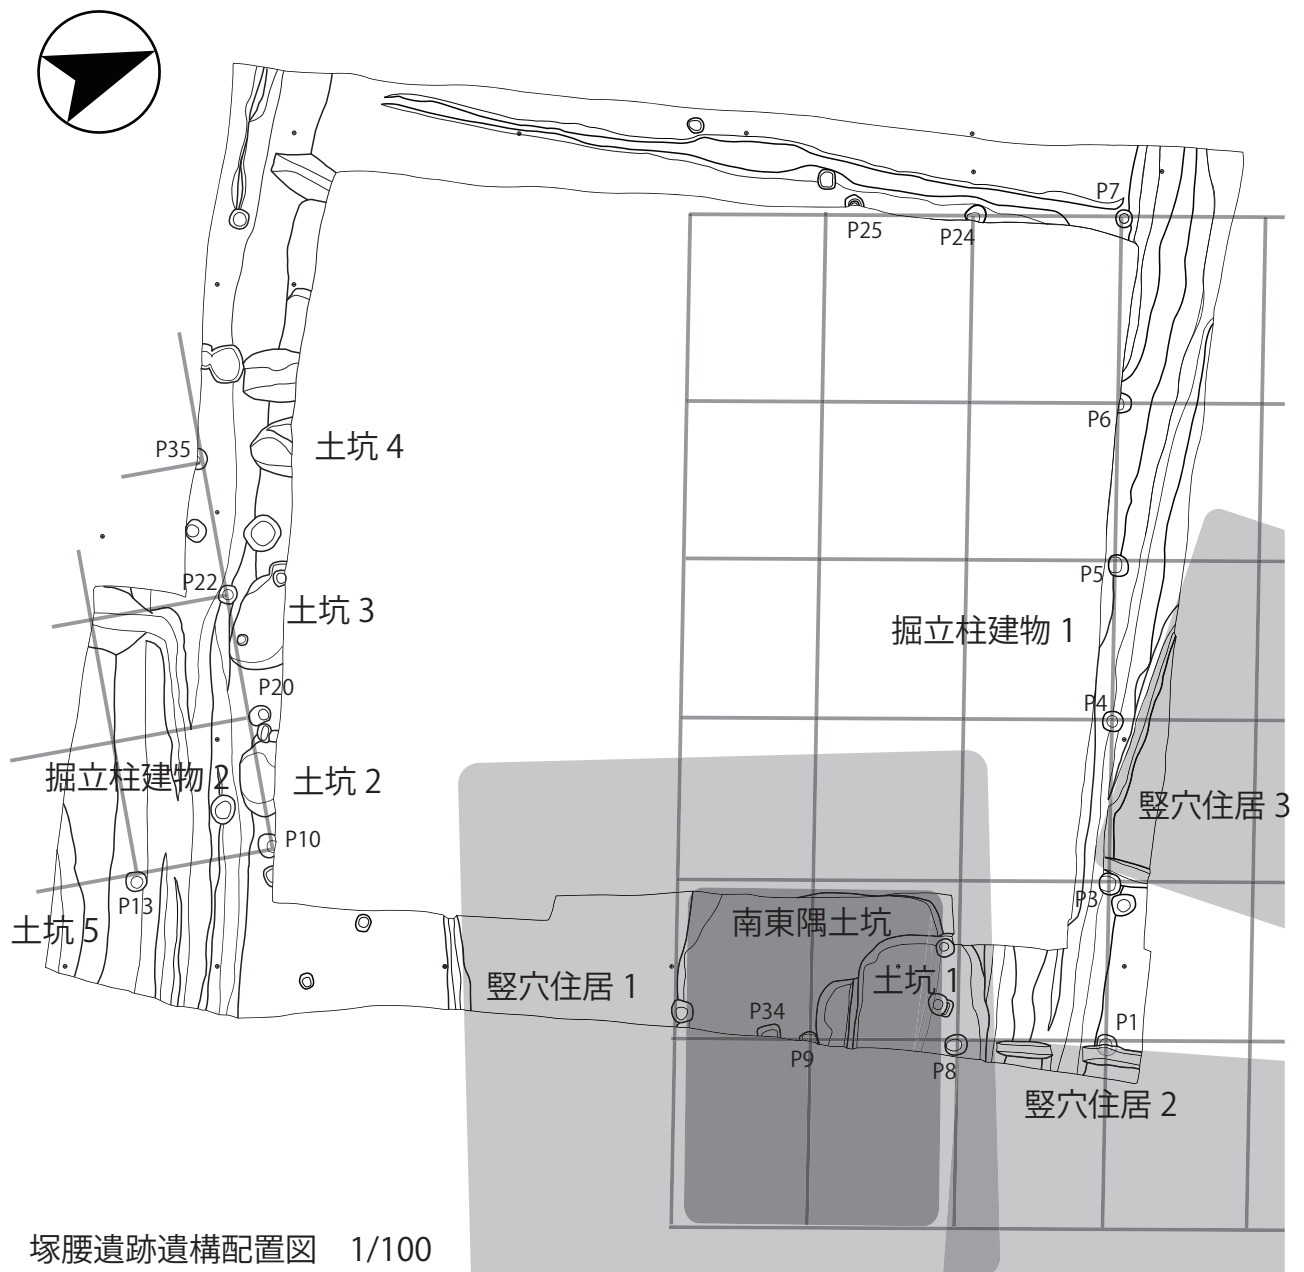 P7
P25
P24
P6
P35
土坑 4
P5
P22
土坑 3
掘立柱建物 1
P20
P4
掘立柱建物 2
土坑 2
竪穴住居 3
P10
P13
P3
土坑 5
南東隅土坑
竪穴住居 1
土坑 1
P34
P1
P9
P8
竪穴住居 2
塚腰遺跡遺構配置図 1/100